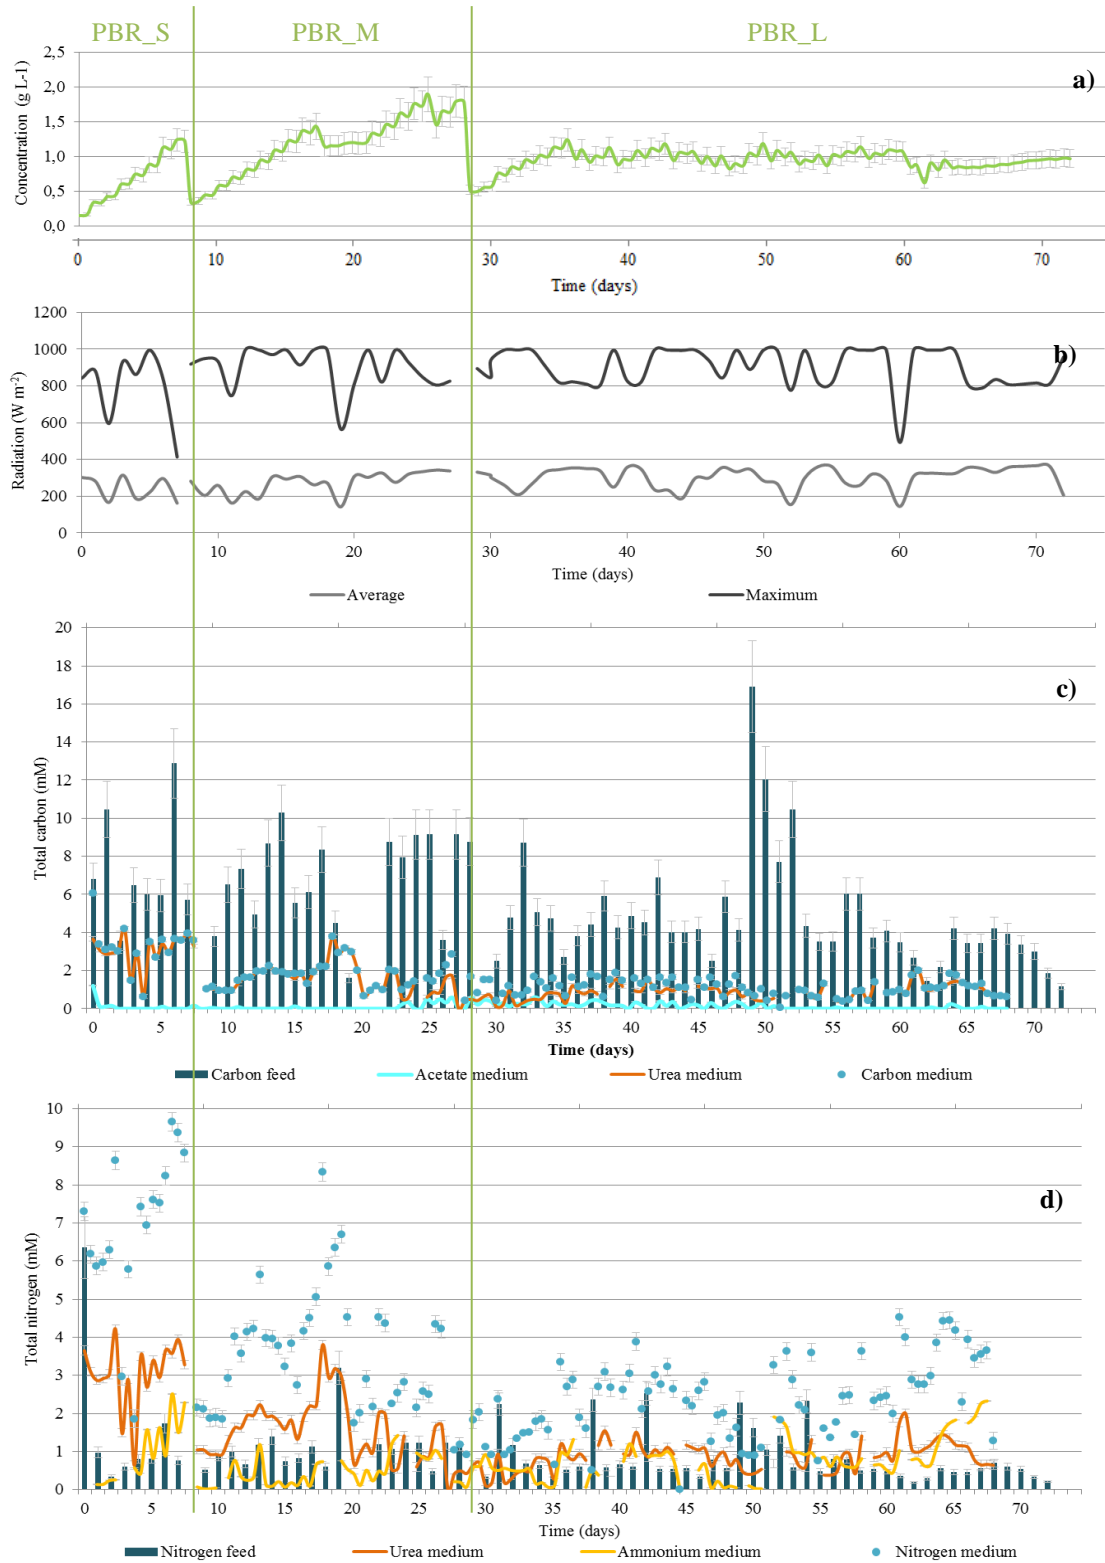 PBR_S PBR_M PBR_L
a)
Concentration (g L-1)
2,5
2,0
1,5
1,0
0,5
0,0
0 10 20 30 40 50 60 70
Time (days)
b)
Radiation (W m-2)
1200
1000
800
600
400
200
0
0 10 20 30 40 50 60 70
Time (days)
Average Maximum
c)
Total carbon (mM)
20
18
16
14
12
10
8
6
4
2
0
0 5 10 15 20 25 30 35 40 45 50 55 60 65 70
Time (days)
Carbon feed Acetate medium Urea medium Carbon medium
d)
Total nitrogen (mM)
10
9
8
7
6
5
4
3
2
1
0
0 5 10 15 20 25 30 35 40 45 50 55 60 65 70
Time (days)
Nitrogen feed Urea medium Ammonium medium Nitrogen medium